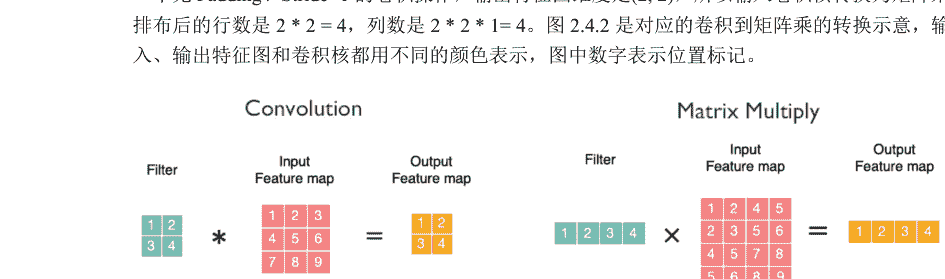 排布后的行数是 2 * 2 = 4，列数是 2 * 2 * 1= 4。图 2.4.2 是对应的卷积到矩阵乘的转换示意，输
入、输出特征图和卷积核都用不同的颜色表示，图中数字表示位置标记。
Convolution
Matrix Multiply
Filter
Input
Feature map
Output
Feature map
Filter
Input
Feature map
Output
Feature map
1 2
3 4
*
1 2 3
4 5 6
7 8 9
=
1 2
3 4
1 2 3 4
×
1 2 4 5
2 3 5 6
4 5 7 8
5 6 8 9
=
1 2 3 4